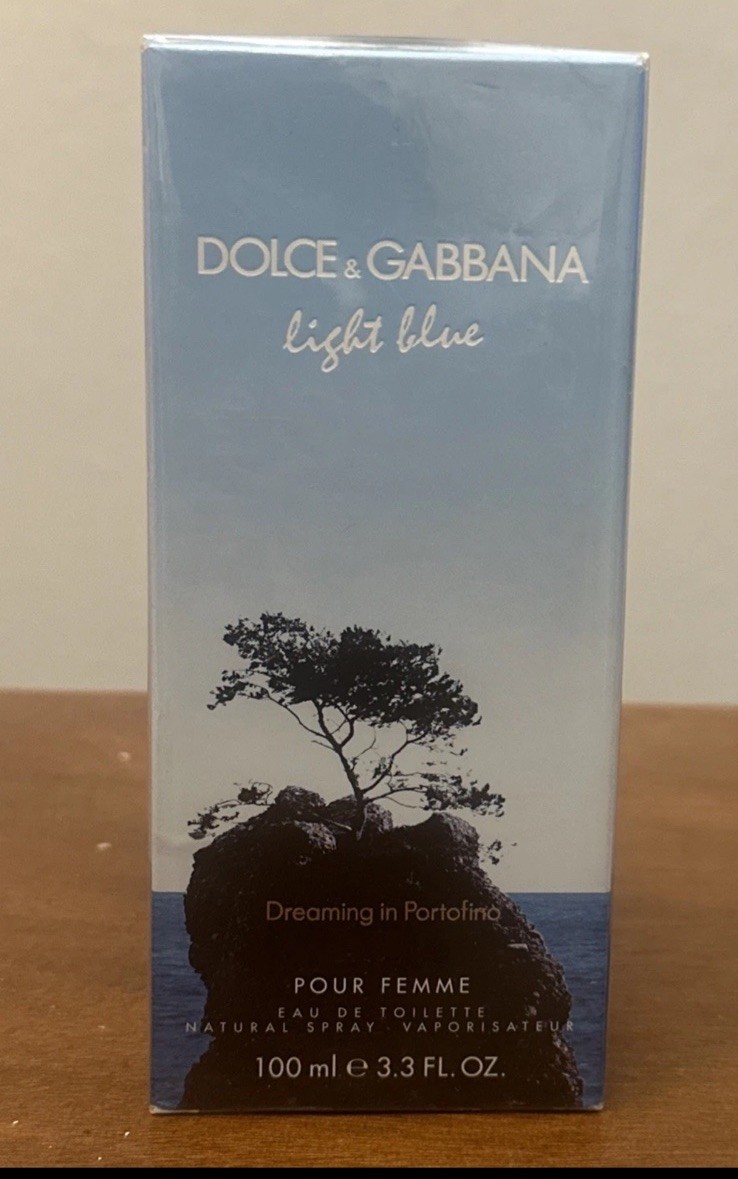 DOLCE & GABBANA
light blue
Dreaming in Portofino
POUR FEMME
EAU DE TOILETTE
NATURAL SPRAY · VAPORISATEUR
100 ml ℮ 3.3 FL. OZ.